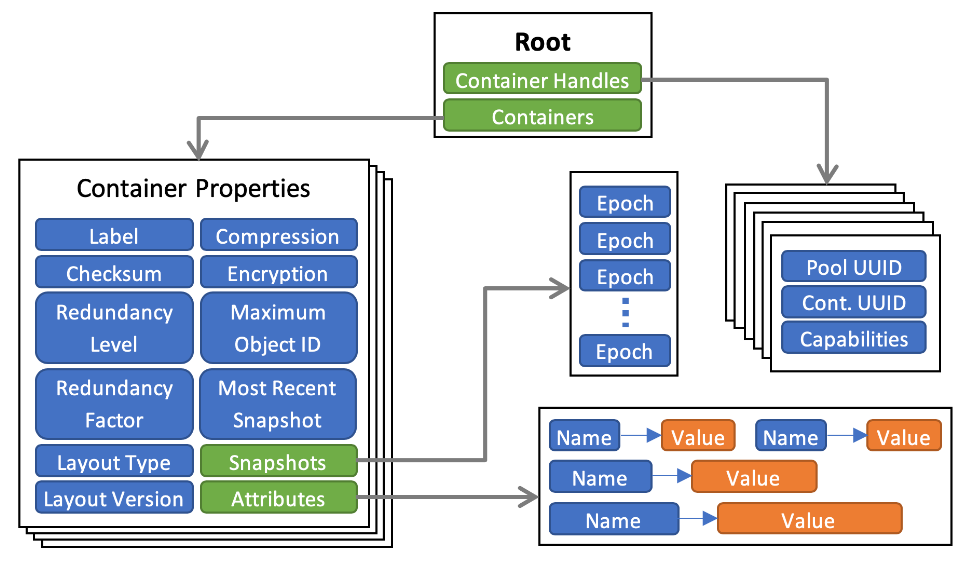 Root
Container Handles
Containers
Container Properties
Label
Compression
Checksum
Encryption
Redundancy
Level
Maximum
Object ID
Redundancy
Factor
Most Recent
Snapshot
Layout Type
Snapshots
Layout Version
Attributes
Epoch
Epoch
Epoch
Epoch
Pool UUID
Cont. UUID
Capabilities
Name
Value
Name
Value
Name
Value
Name
Value